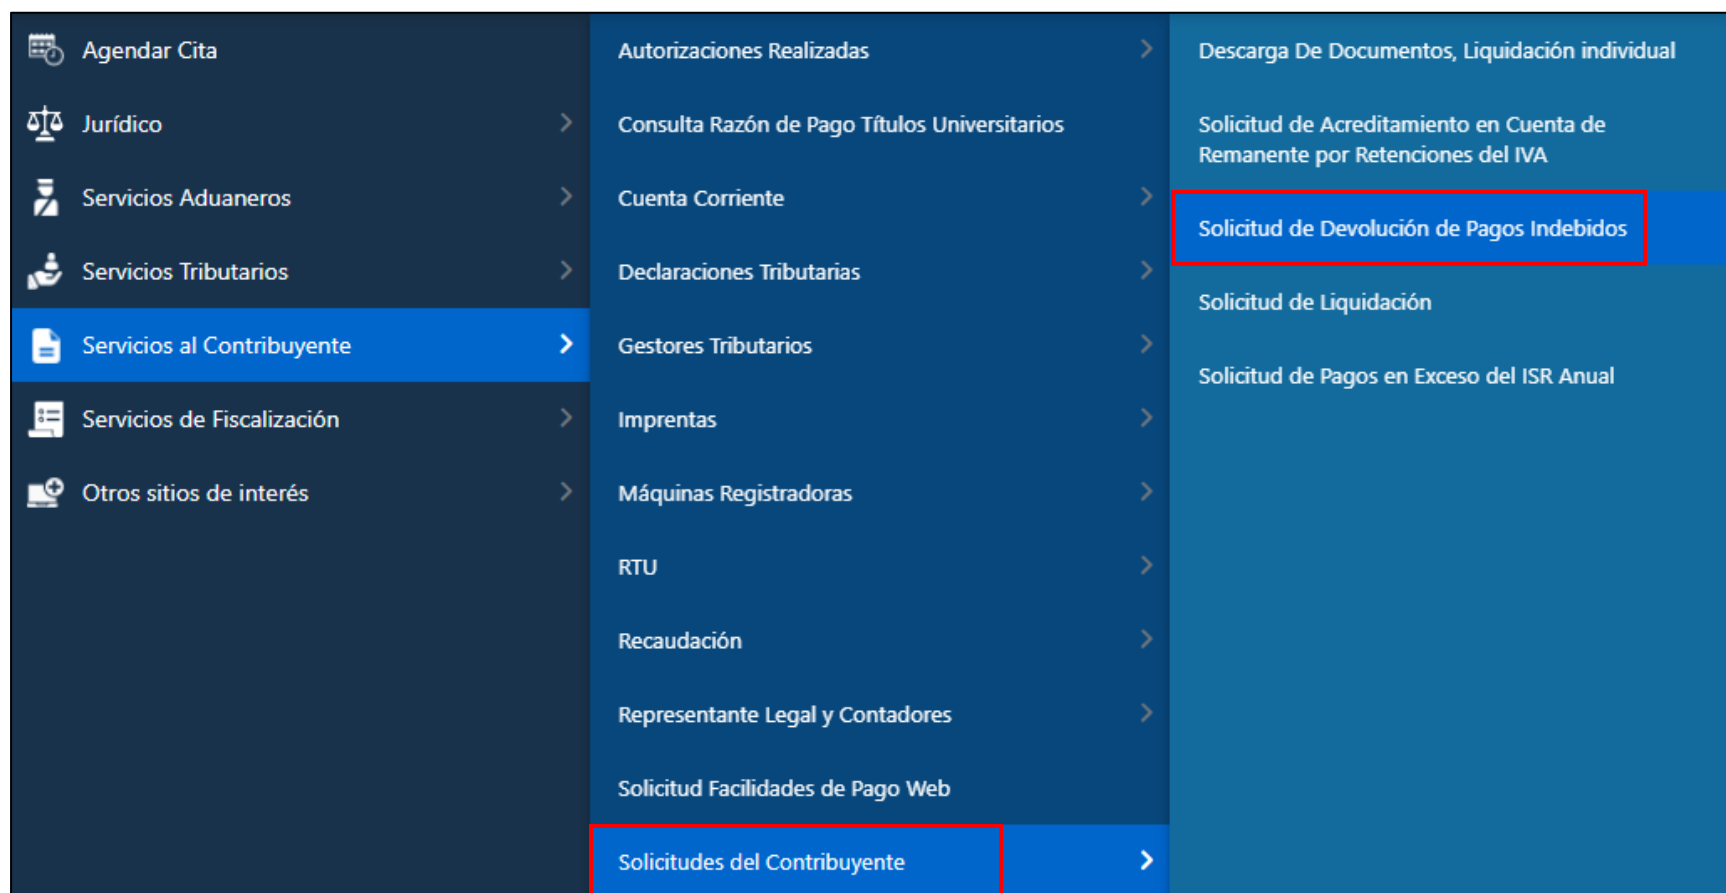 Agendar Cita
Jurídico
Servicios Aduaneros
Servicios Tributarios
Servicios al Contribuyente
Servicios de Fiscalización
Otros sitios de interés
Autorizaciones Realizadas
Consulta Razón de Pago Títulos Universitarios
Cuenta Corriente
Declaraciones Tributarias
Gestores Tributarios
Imprentas
Máquinas Registradoras
RTU
Recaudación
Representante Legal y Contadores
Solicitud Facilidades de Pago Web
Solicitudes del Contribuyente
Descarga De Documentos, Liquidación individual
Solicitud de Acreditamiento en Cuenta de
Remanente por Retenciones del IVA
Solicitud de Devolución de Pagos Indebidos
Solicitud de Liquidación
Solicitud de Pagos en Exceso del ISR Anual